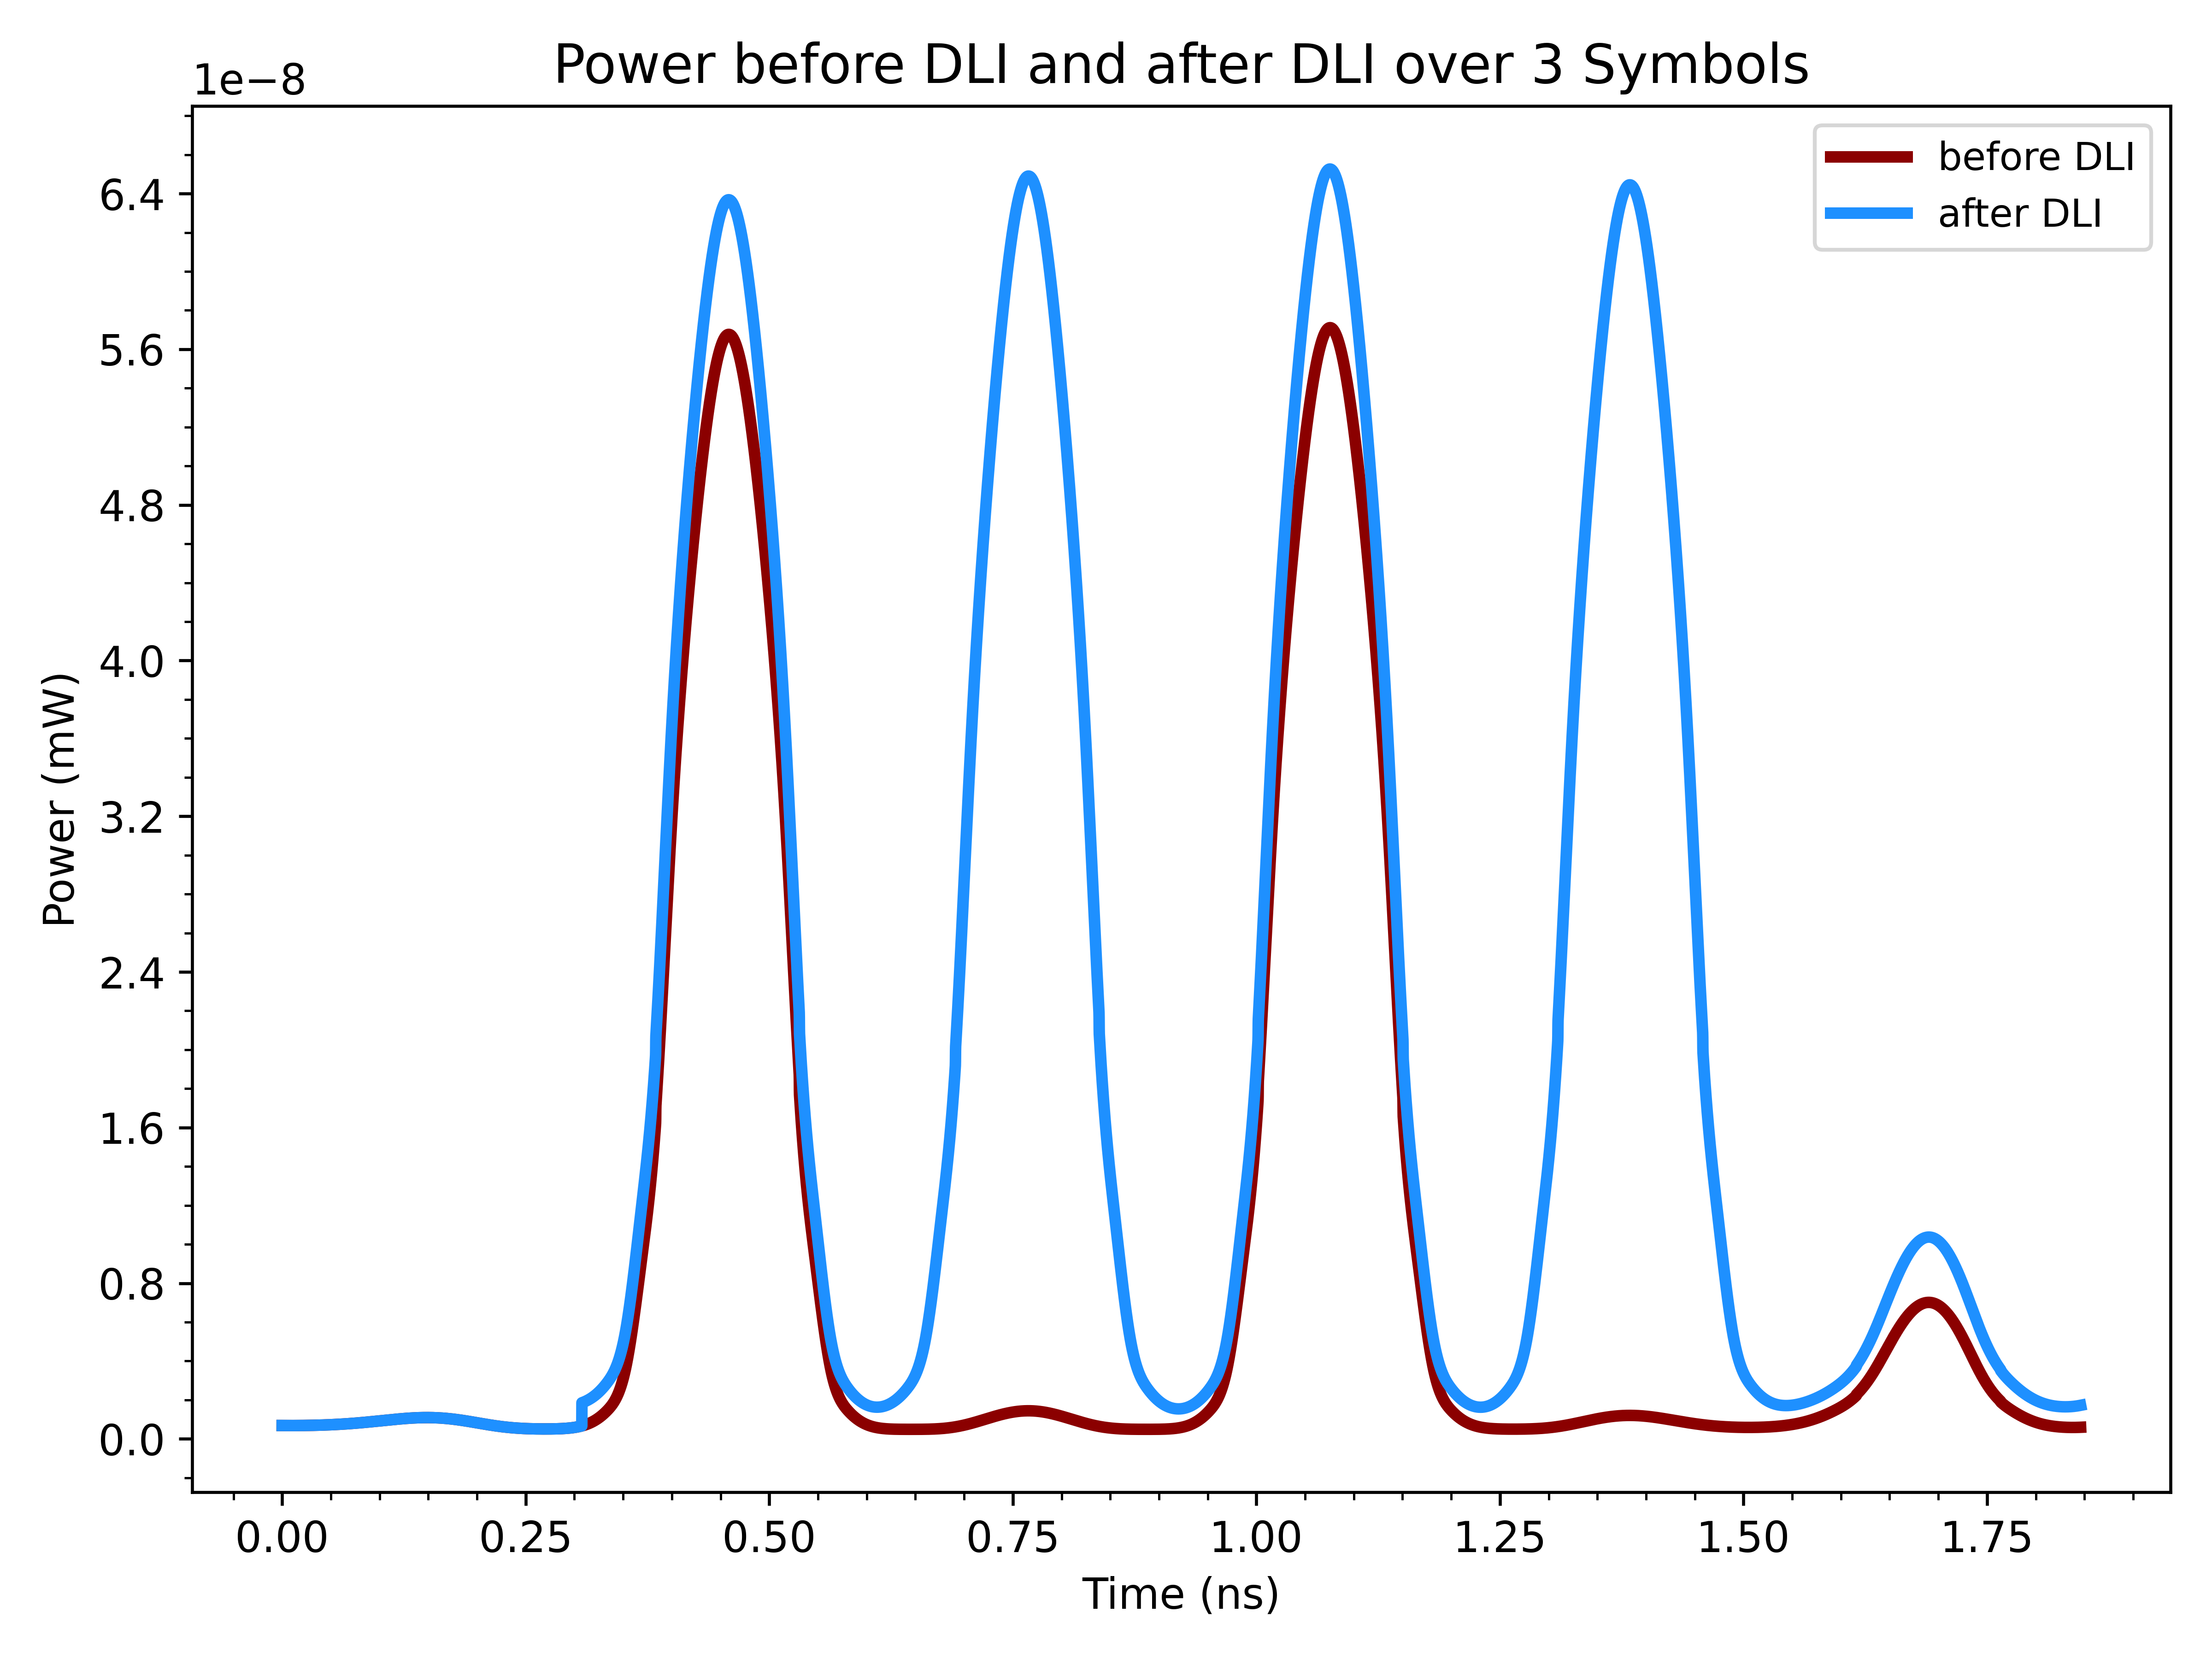 Power before DLI and after DLI over 3 Symbols
1e−8
before DLI
after DLI
6.4
5.6
4.8
4.0
3.2
2.4
1.6
0.8
0.0
Power (mW)
0.00 0.25 0.50 0.75 1.00 1.25 1.50 1.75
Time (ns)